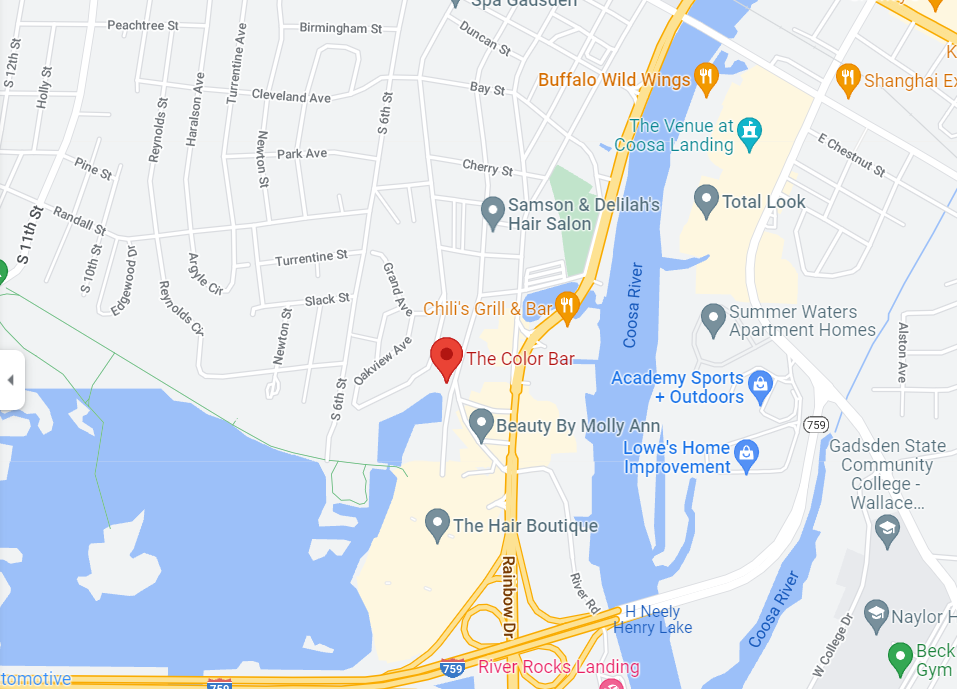 Spa Gadsden
Peachtree St
Birmingham St
S 12th St
Holly St
Turrentine Ave
Duncan St
Haralson Ave
Reynolds St
Cleveland Ave
S 6th St
Bay St
Buffalo Wild Wings
Shanghai Ex
K
The Venue at
Coosa Landing
E Chestnut St
Newton St
Park Ave
Pine St
Cherry St
Samson & Delilah's
Hair Salon
Total Look
S 11th St
Randall St
S 10th St
Edgewood Dr
Argyle Cir
Reynolds Cir
Turrentine St
Grand Ave
Slack St
Newton St
Chili's Grill & Bar
Coosa River
Summer Waters
Apartment Homes
Oakview Ave
The Color Bar
Alston Ave
Academy Sports
+ Outdoors
S 6th St
Beauty By Molly Ann
759
Lowe's Home
Improvement
Gadsden State
Community
College -
Wallace...
The Hair Boutique
Rainbow Dr
River Rd
H Neely
Henry Lake
Coosa River
W College Dr
Naylor H
Beck
Gym
759
River Rocks Landing
tomotive
759